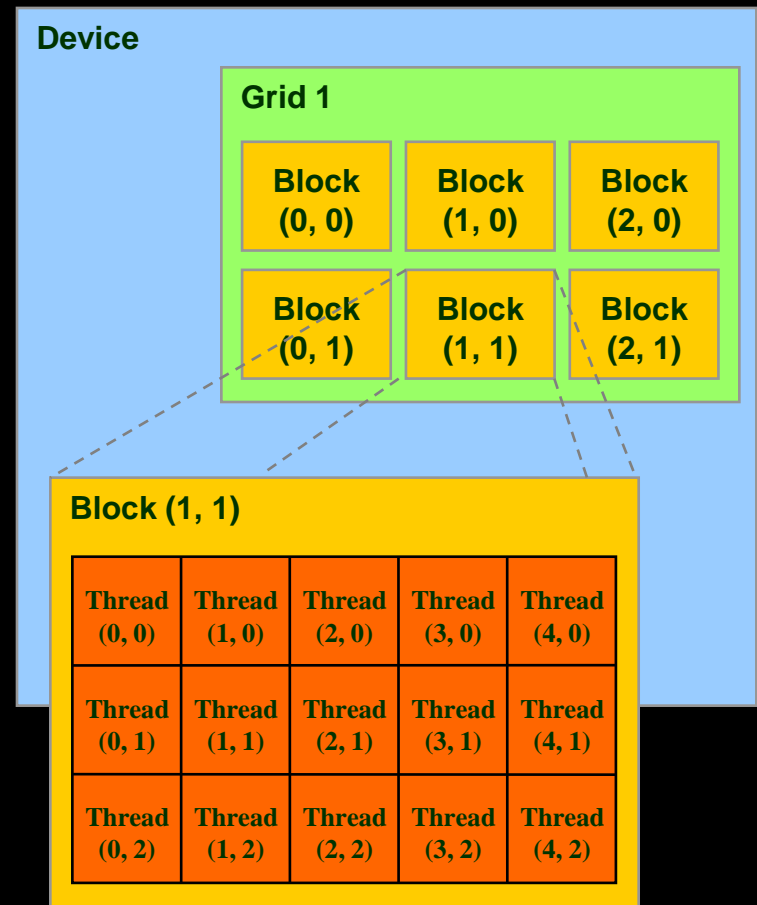 Device
Grid 1
Block
(0, 0)
Block
(1, 0)
Block
(2, 0)
Block
(0, 1)
Block
(1, 1)
Block
(2, 1)
Block (1, 1)
Thread
(0, 0)
Thread
(1, 0)
Thread
(2, 0)
Thread
(3, 0)
Thread
(4, 0)
Thread
(0, 1)
Thread
(1, 1)
Thread
(2, 1)
Thread
(3, 1)
Thread
(4, 1)
Thread
(0, 2)
Thread
(1, 2)
Thread
(2, 2)
Thread
(3, 2)
Thread
(4, 2)